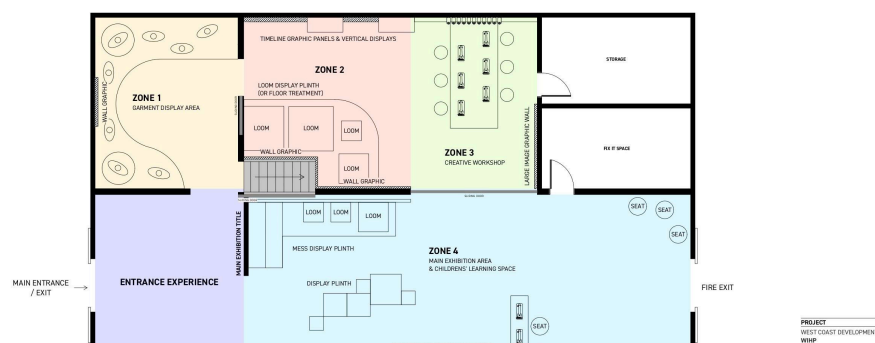 TIMELINE GRAPHIC PANELS & VERTICAL DISPLAYS
ZONE 2
LOOM DISPLAY PLINTH
(OR FLOOR TREATMENT)
WALL GRAPHIC
ZONE 1
GARMENT DISPLAY AREA
LOOM
LOOM
LOOM
WALL GRAPHIC
LOOM
WALL GRAPHIC
ZONE 3
CREATIVE WORKSHOP
LARGE IMAGE GRAPHIC WALL
STORAGE
FIX IT SPACE
MAIN EXHIBITION TITLE
LOOM
LOOM
LOOM
MESS DISPLAY PLINTH
ZONE 4
MAIN EXHIBITION AREA
& CHILDRENS' LEARNING SPACE
SEAT
SEAT
SEAT
MAIN ENTRANCE
/ EXIT
ENTRANCE EXPERIENCE
DISPLAY PLINTH
FIRE EXIT
SEAT
PROJECT
WEST COAST DEVELOPMENT
WIHP